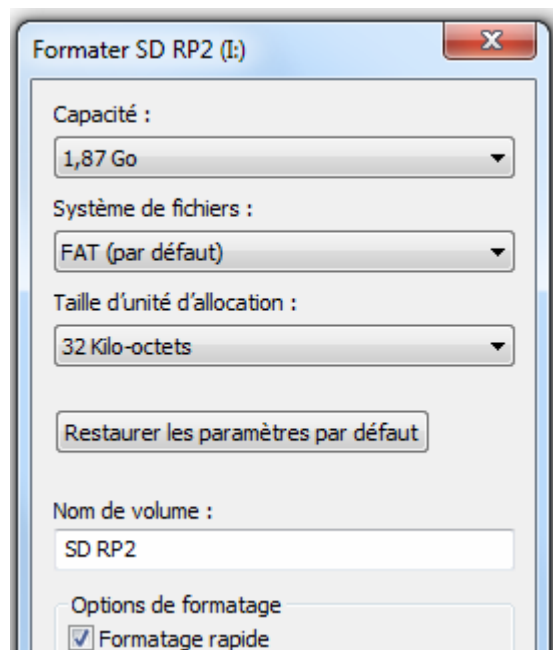 Formater SD RP2 (I:)
Capacité :
1,87 Go
Système de fichiers :
FAT (par défaut)
Taille d’unité d’allocation :
32 Kilo-octets
Restaurer les paramètres par défaut
Nom de volume :
SD RP2
Options de formatage
Formatage rapide